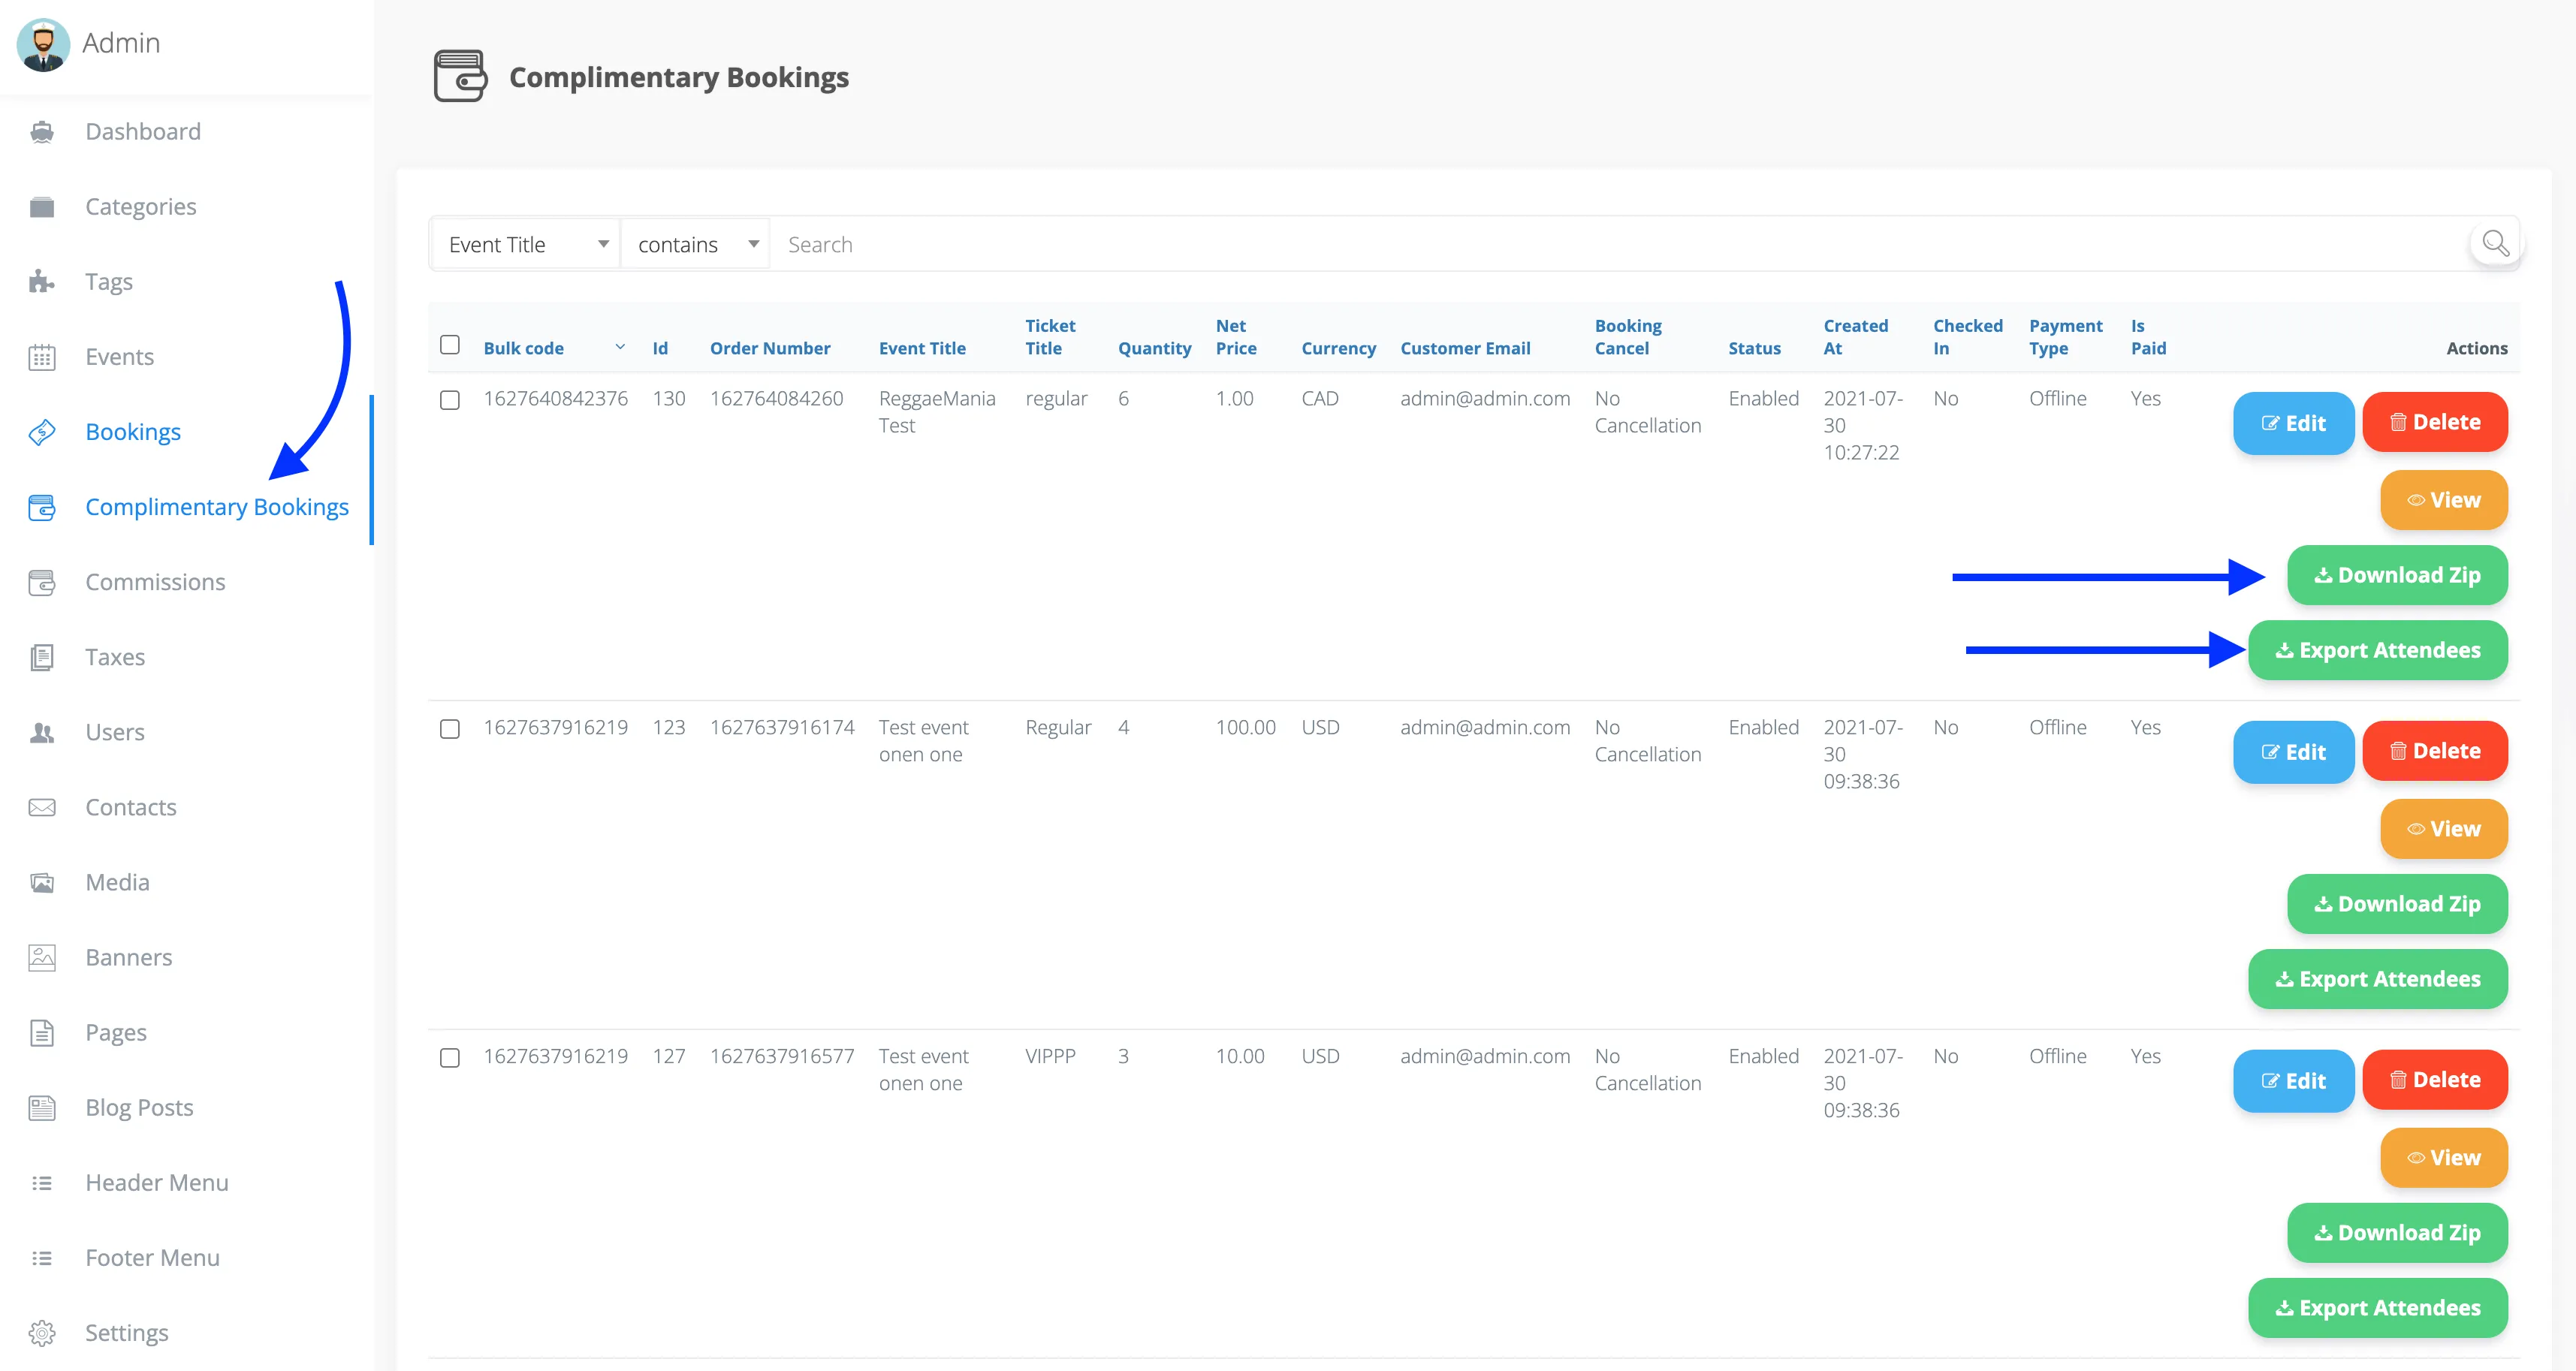 Admin
Dashboard
Categories
Tags
Events
Bookings
Complimentary Bookings
Commissions
Taxes
Users
Contacts
Media
Banners
Pages
Blog Posts
Header Menu
Footer Menu
Settings
Complimentary Bookings
Event Title contains Search
Bulk code Id Order Number Event Title Ticket Title Quantity Net Price Currency Customer Email Booking Cancel Status Created At Checked In Payment Type Is Paid Actions
1627640842376 130 162764084260 ReggaeMania regular 6 1.00 CAD admin@admin.com No Enabled 2021-07- No Offline Yes Edit Delete
Test Cancellation 30
10:27:22
View
Download Zip
Export Attendees
1627637916219 123 1627637916174 Test event Regular 4 100.00 USD admin@admin.com No Enabled 2021-07- No Offline Yes Edit Delete
onen one Cancellation 30
09:38:36
View
Download Zip
Export Attendees
1627637916219 127 1627637916577 Test event VIPPP 3 10.00 USD admin@admin.com No Enabled 2021-07- No Offline Yes Edit Delete
onen one Cancellation 30
09:38:36
View
Download Zip
Export Attendees